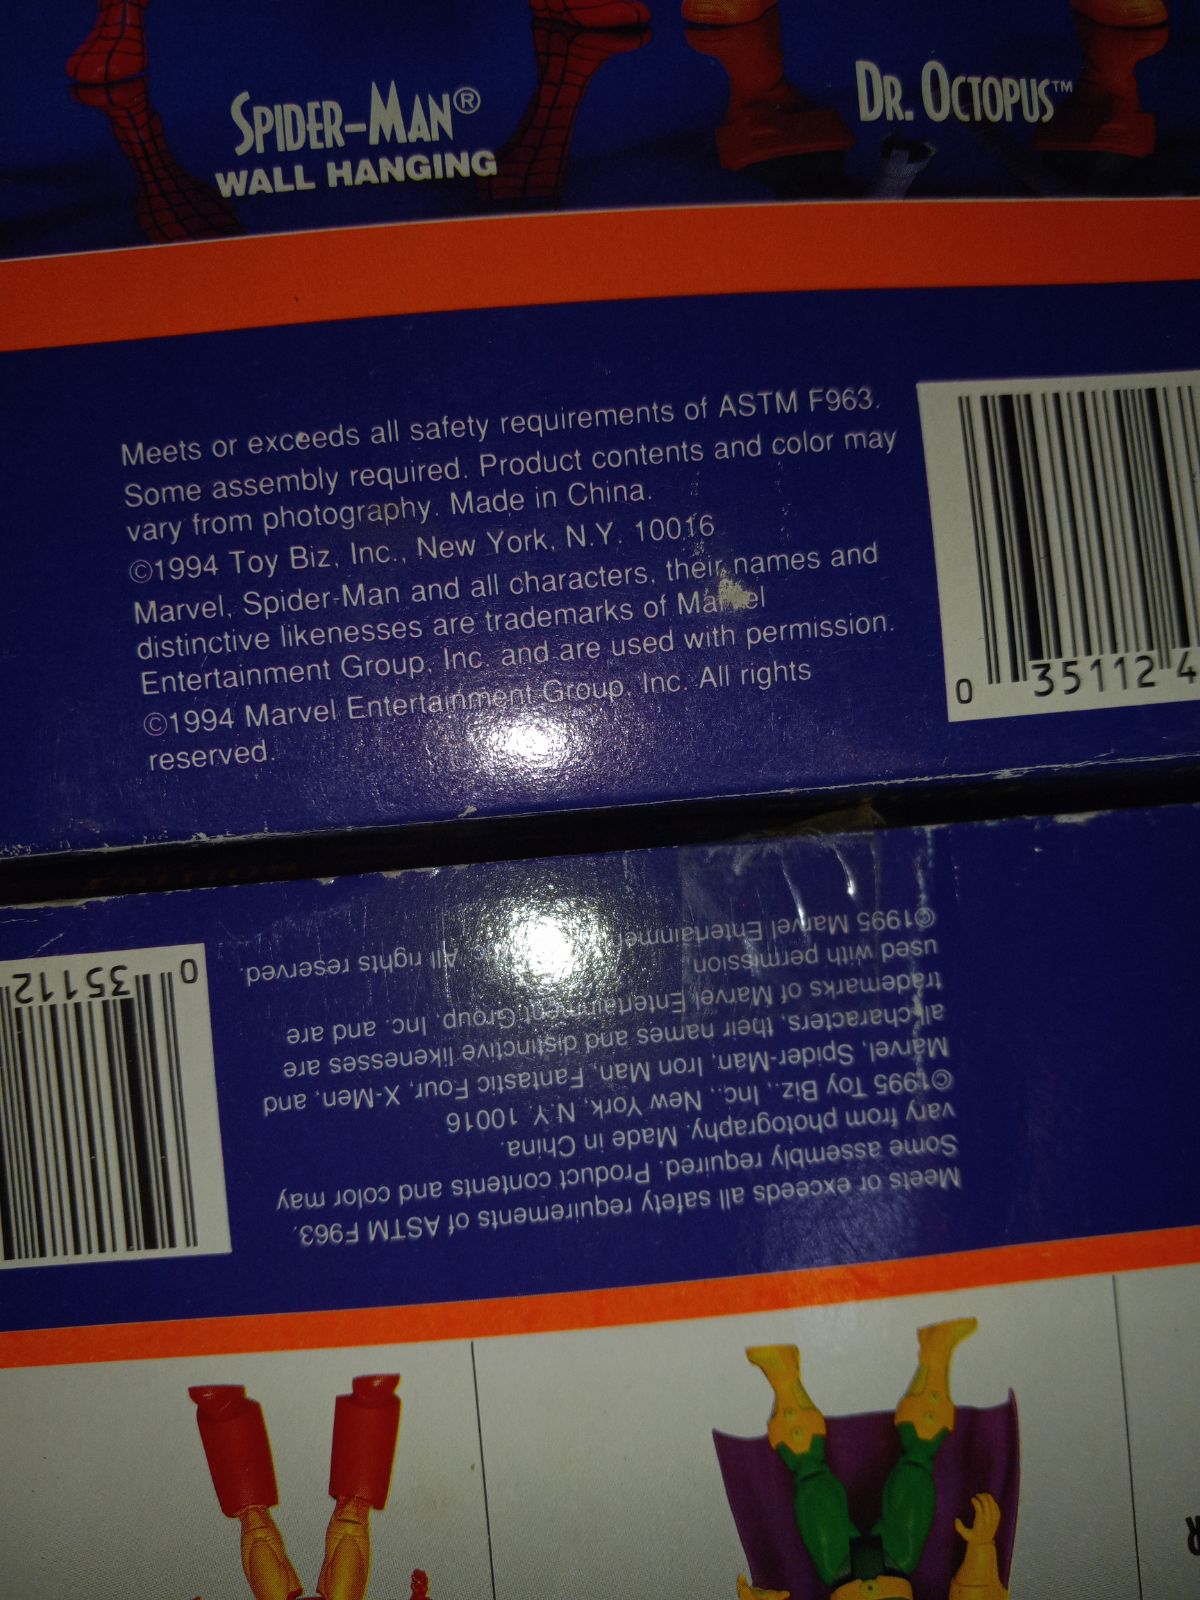 SPIDER-MAN®
WALL HANGING
DR. OCTOPUS™
Meets or exceeds all safety requirements of ASTM F963.
Some assembly required. Product contents and color may
vary from photography. Made in China.
©1994 Toy Biz, Inc., New York, N.Y. 10016
Marvel, Spider-Man and all characters, their names and
distinctive likenesses are trademarks of Marvel
Entertainment Group, Inc. and are used with permission.
©1994 Marvel Entertainment Group, Inc. All rights
reserved.
0 35112 4
Meets or exceeds all safety requirements of ASTM F963.
Some assembly required. Product contents and color may
vary from photography. Made in China.
©1995 Toy Biz., Inc., New York, N.Y. 10016
Marvel, Spider-Man, Iron Man, Fantastic Four, X-Men, and
all characters, their names and distinctive likenesses are
trademarks of Marvel Entertainment Group, Inc. and are
used with permission
©1995 Marvel Entertainment All rights reserved.
0 35112